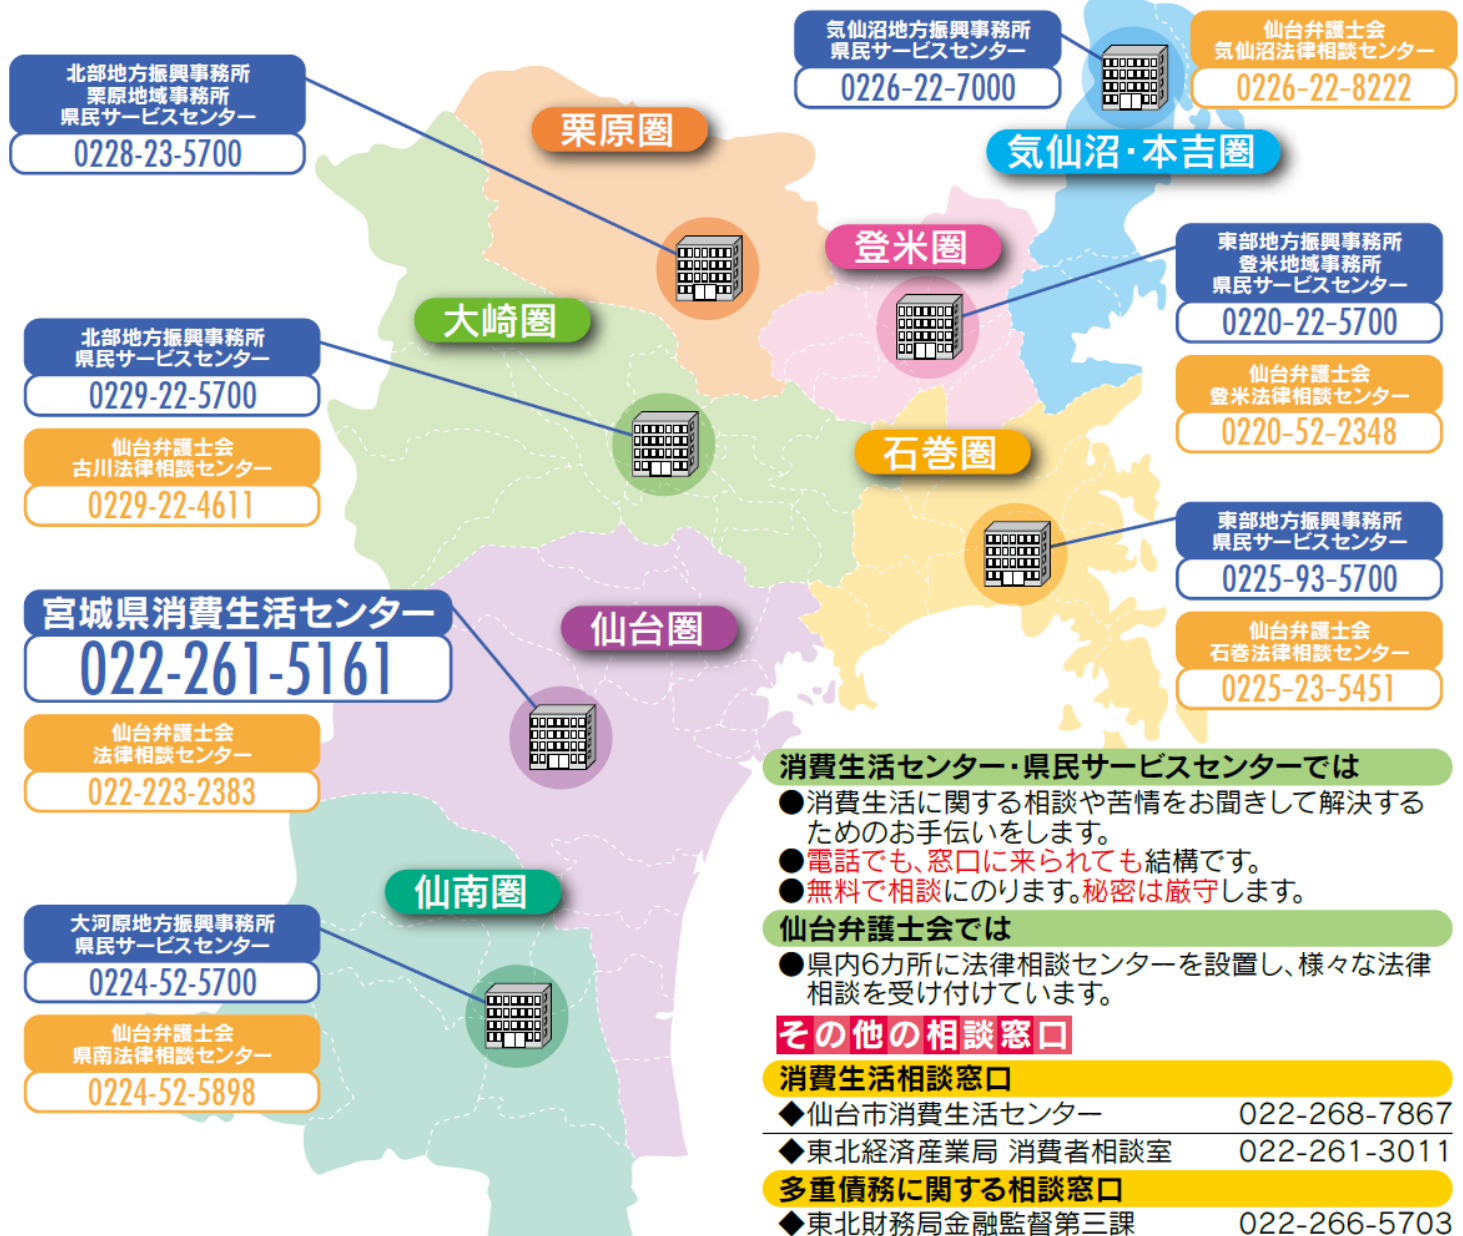 北部地方振興事務所
栗原地域事務所
県民サービスセンター
0228-23-5700
栗原圏
気仙沼地方振興事務所
県民サービスセンター
0226-22-7000
仙台弁護士会
気仙沼法律相談センター
0226-22-8222
気仙沼・本吉圏
登米圏
東部地方振興事務所
登米地域事務所
県民サービスセンター
0220-22-5700
仙台弁護士会
登米法律相談センター
0220-52-2348
大崎圏
北部地方振興事務所
県民サービスセンター
0229-22-5700
仙台弁護士会
古川法律相談センター
0229-22-4611
石巻圏
東部地方振興事務所
県民サービスセンター
0225-93-5700
仙台弁護士会
石巻法律相談センター
0225-23-5451
宮城県消費生活センター
022-261-5161
仙台圏
仙台弁護士会
法律相談センター
022-223-2383
仙南圏
大河原地方振興事務所
県民サービスセンター
0224-52-5700
仙台弁護士会
県南法律相談センター
0224-52-5898
消費生活センター・県民サービスセンターでは
●消費生活に関する相談や苦情をお聞きして解決する
ためのお手伝いをします。
●電話でも、窓口に来られても結構です。
●無料で相談にのります。秘密は厳守します。
仙台弁護士会では
●県内6カ所に法律相談センターを設置し、様々な法律
相談を受け付けています。
その他の相談窓口
消費生活相談窓口
◆仙台市消費生活センター 022-268-7867
◆東北経済産業局 消費者相談室 022-261-3011
多重債務に関する相談窓口
◆東北財務局金融監督第三課 022-266-5703